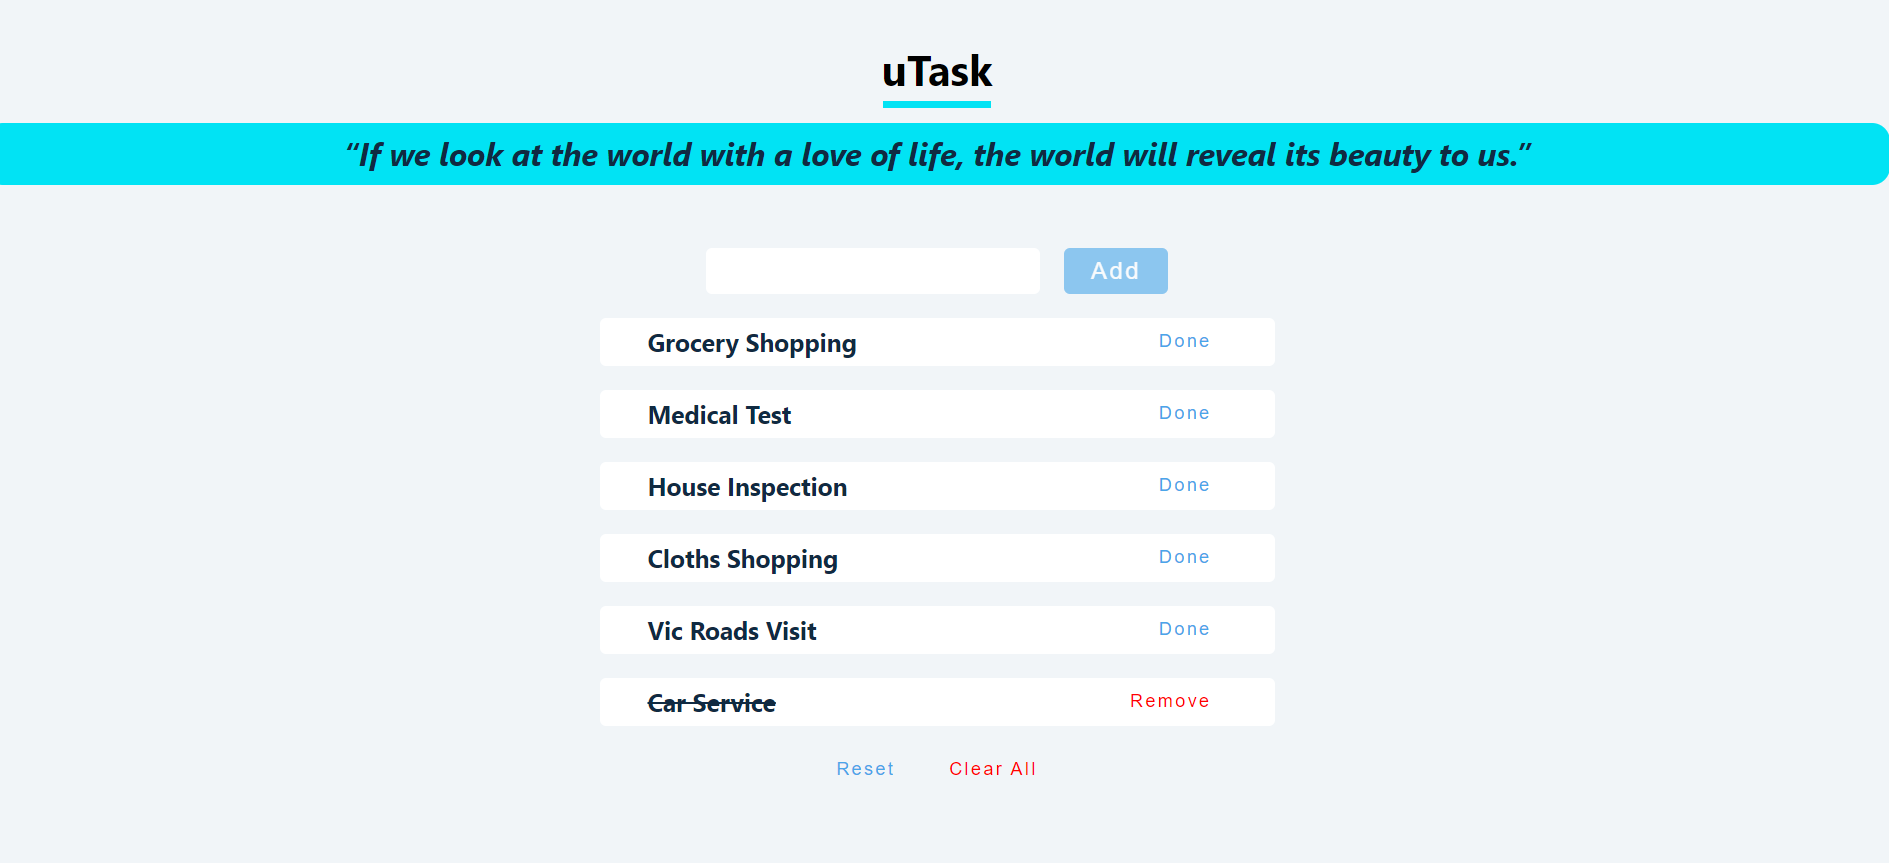 uTask
“If we look at the world with a love of life, the world will reveal its beauty to us.”
Add
Grocery Shopping Done
Medical Test Done
House Inspection Done
Cloths Shopping Done
Vic Roads Visit Done
Car Service Remove
Reset Clear All